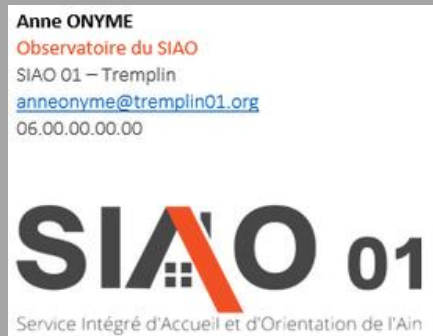 Anne ONYME
Observatoire du SIAO
SIAO 01 – Tremplin
anneonyme@tremplin01.org
06.00.00.00.00
SIAO 01
Service Intégré d'Accueil et d'Orientation de l'Ain